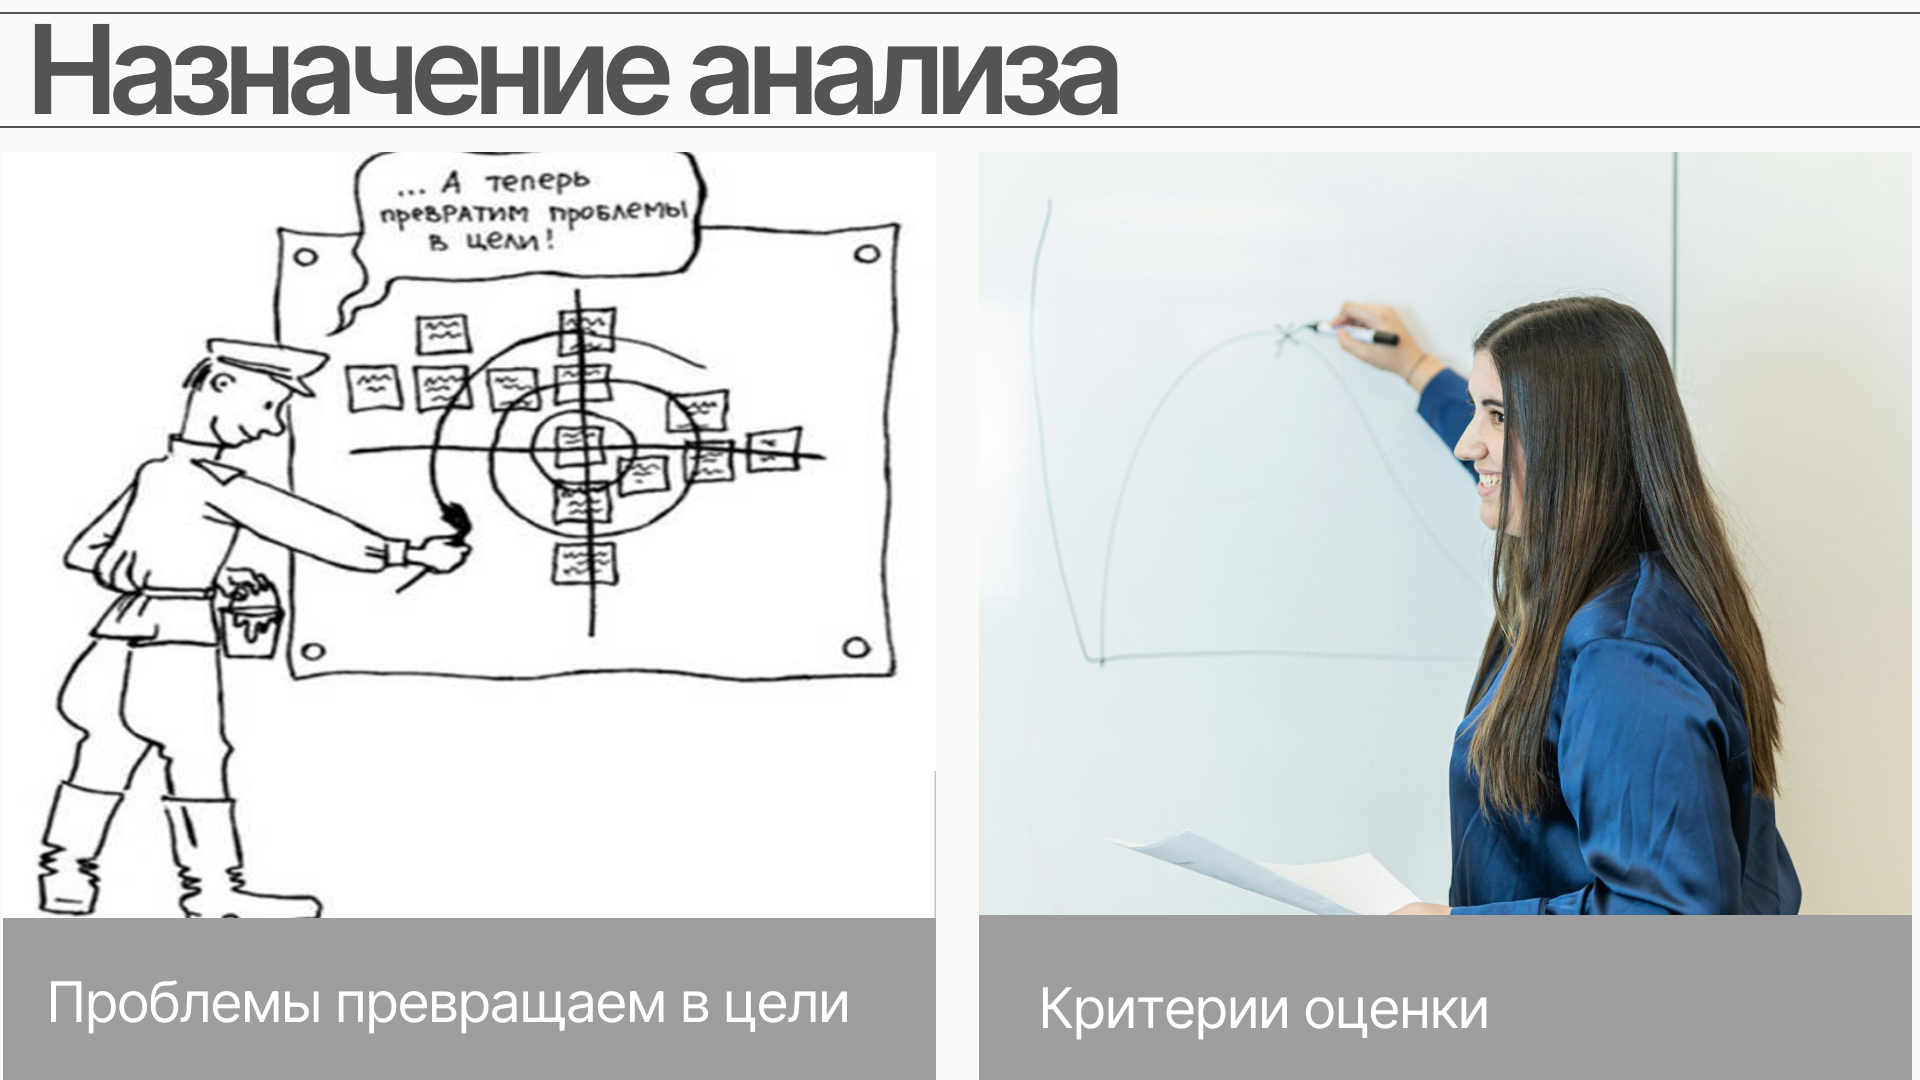 Назначение анализа
... А теперь
превратим проблемы
в цели!
Проблемы превращаем в цели
Критерии оценки